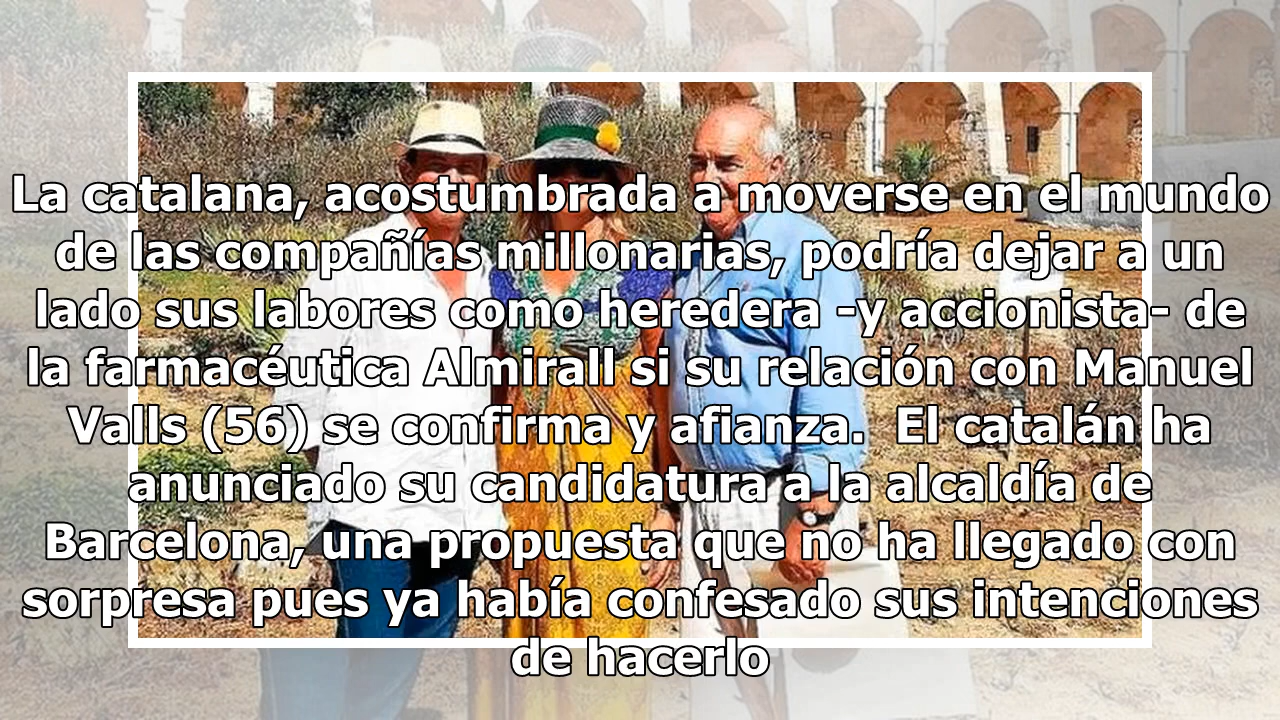 La catalana, acostumbrada a moverse en el mundo
de las compañías millonarias, podría dejar a un
lado sus labores como heredera -y accionista- de
la farmacéutica Almirall si su relación con Manuel
Valls (56) se confirma y afianza.  El catalán ha
anunciado su candidatura a la alcaldía de
Barcelona, una propuesta que no ha llegado con
sorpresa pues ya había confesado sus intenciones
de hacerlo